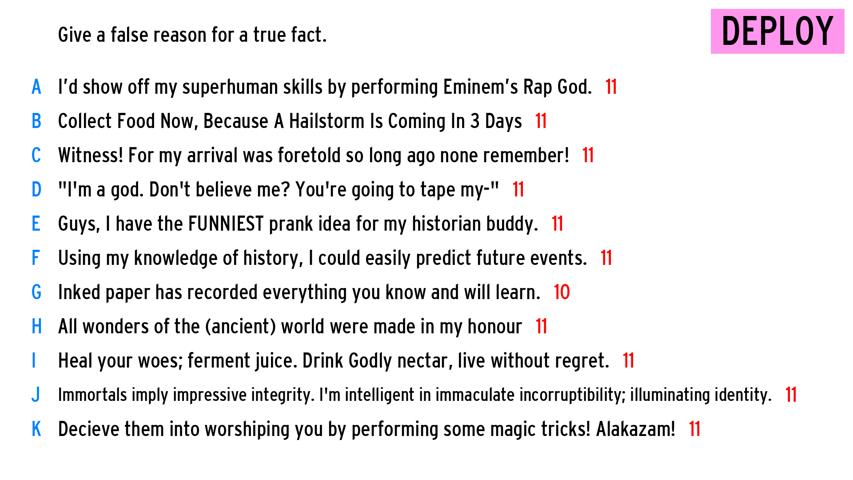 Give a false reason for a true fact.
DEPLOY
A I'd show off my superhuman skills by performing Eminem's Rap God. 11
B Collect Food Now, Because A Hailstorm Is Coming In 3 Days 11
C Witness! For my arrival was foretold so long ago none remember! 11
D "I'm a god. Don't believe me? You're going to tape my-" 11
E Guys, I have the FUNNIEST prank idea for my historian buddy. 11
F Using my knowledge of history, I could easily predict future events. 11
G Inked paper has recorded everything you know and will learn. 10
H All wonders of the (ancient) world were made in my honour 11
I Heal your woes; ferment juice. Drink Godly nectar, live without regret. 11
J Immortals imply impressive integrity. I'm intelligent in immaculate incorruptibility; illuminating identity. 11
K Decieve them into worshiping you by performing some magic tricks! Alakazam! 11